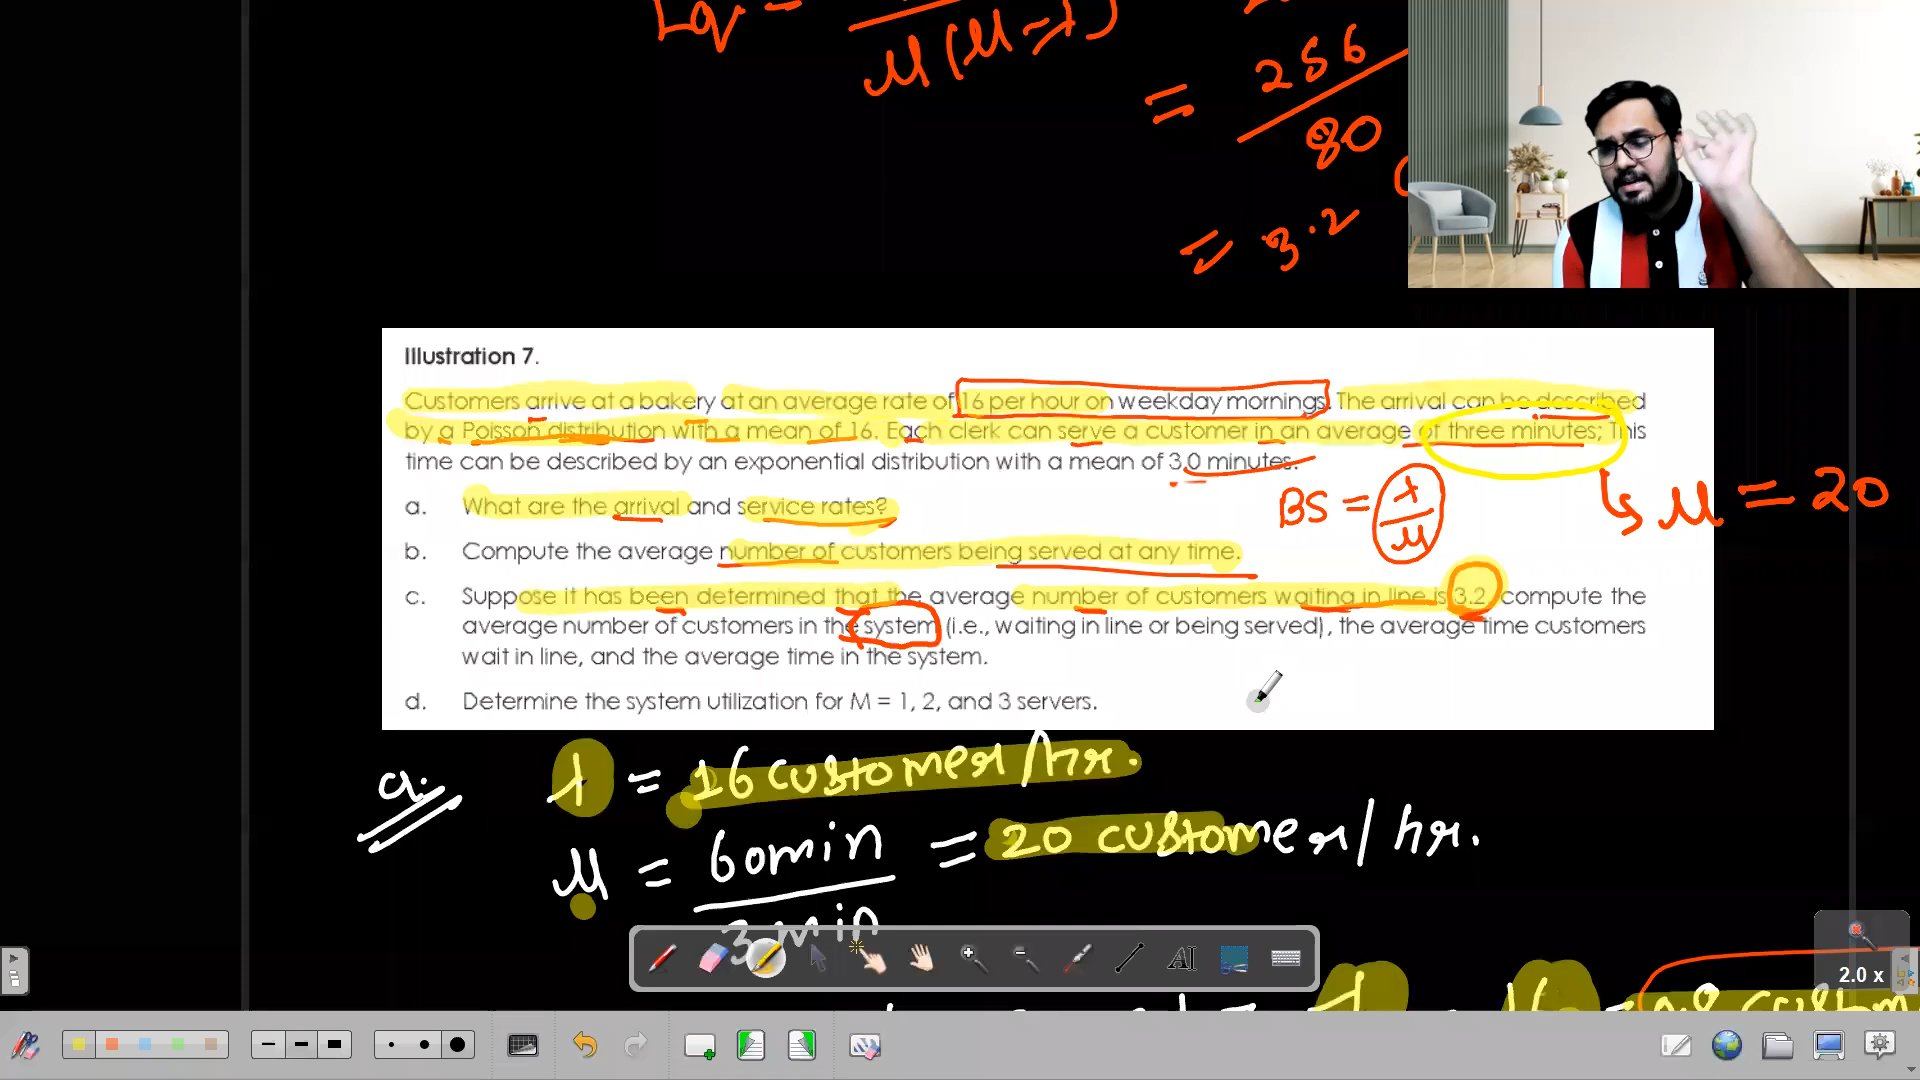 Lq =
μ(μ-λ)
= 256
80
= 3.2
Illustration 7.
Customers arrive at a bakery at an average rate of 16 per hour on weekday mornings. The arrival can be described
by a Poisson distribution with a mean of 16. Each clerk can serve a customer in an average of three minutes; This
time can be described by an exponential distribution with a mean of 3.0 minutes.
BS = λ/μ
μ = 20
a. What are the arrival and service rates?
b. Compute the average number of customers being served at any time.
c. Suppose it has been determined that the average number of customers waiting in line is 3.2, compute the
average number of customers in the system (i.e., waiting in line or being served), the average time customers
wait in line, and the average time in the system.
d. Determine the system utilization for M = 1, 2, and 3 servers.
a. λ = 16 customer/hr.
μ = 60min = 20 customer/hr.
3 min
AI
2.0 x